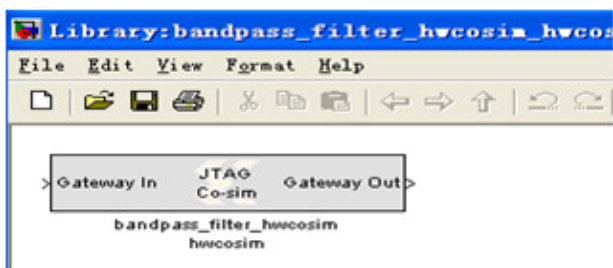 Library:bandpass_filter_hwcosim_hwcos
File Edit View Format Help
Gateway In JTAG Co-sim Gateway Out
bandpass_filter_hwcosim
hwcosim